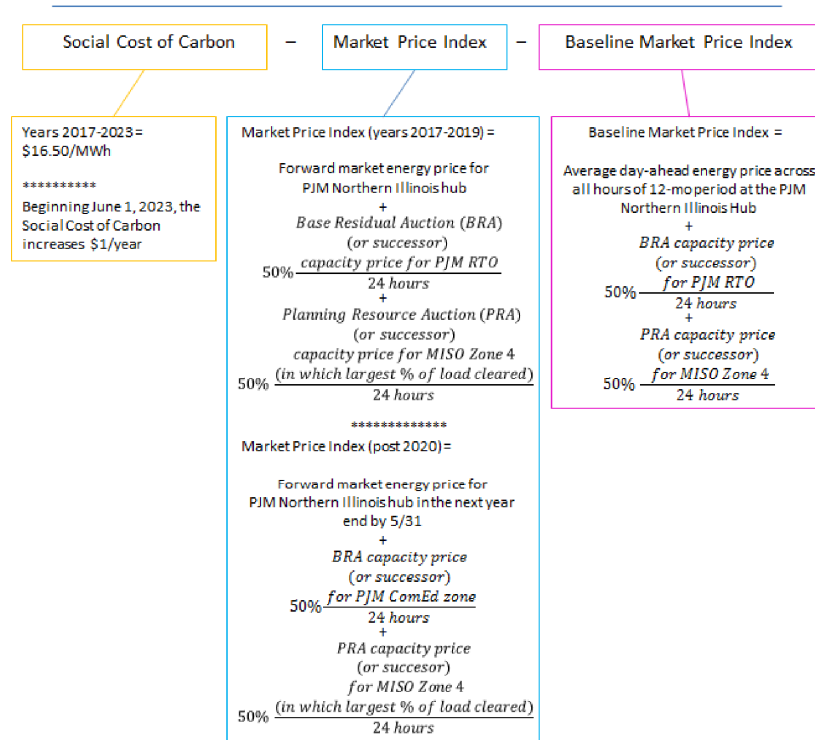 Social Cost of Carbon – Market Price Index – Baseline Market Price Index
Years 2017-2023=
$16.50/MWh
**********
Beginning June 1, 2023, the
Social Cost of Carbon
increases $1/year
Market Price Index (years 2017-2019) =
Forward market energy price for
PJM Northern Illinois hub
+
Base Residual Auction (BRA)
(or successor)
50% capacity price for PJM RTO
24 hours
+
Planning Resource Auction (PRA)
(or successor)
capacity price for MISO Zone 4
50% (in which largest % of load cleared)
24 hours
*************
Market Price Index (post 2020)=
Forward market energy price for
PJM Northern Illinois hub in the next year
end by 5/31
+
BRA capacity price
(or successor)
50% for PJM ComEd zone
24 hours
+
PRA capacity price
(or succesor)
for MISO Zone 4
50% (in which largest % of load cleared)
24 hours
Baseline Market Price Index =
Average day-ahead energy price across
all hours of 12-mo period at the PJM
Northern Illinois Hub
+
BRA capacity price
(or successor)
50% for PJM RTO
24 hours
+
PRA capacity price
(or successor)
50% for MISO Zone 4
24 hours